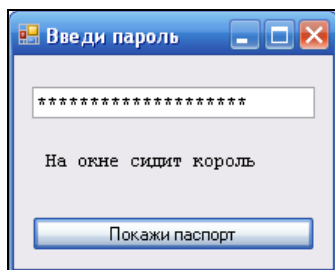 Введи пароль
********************
На окне сидит король
Покажи паспорт